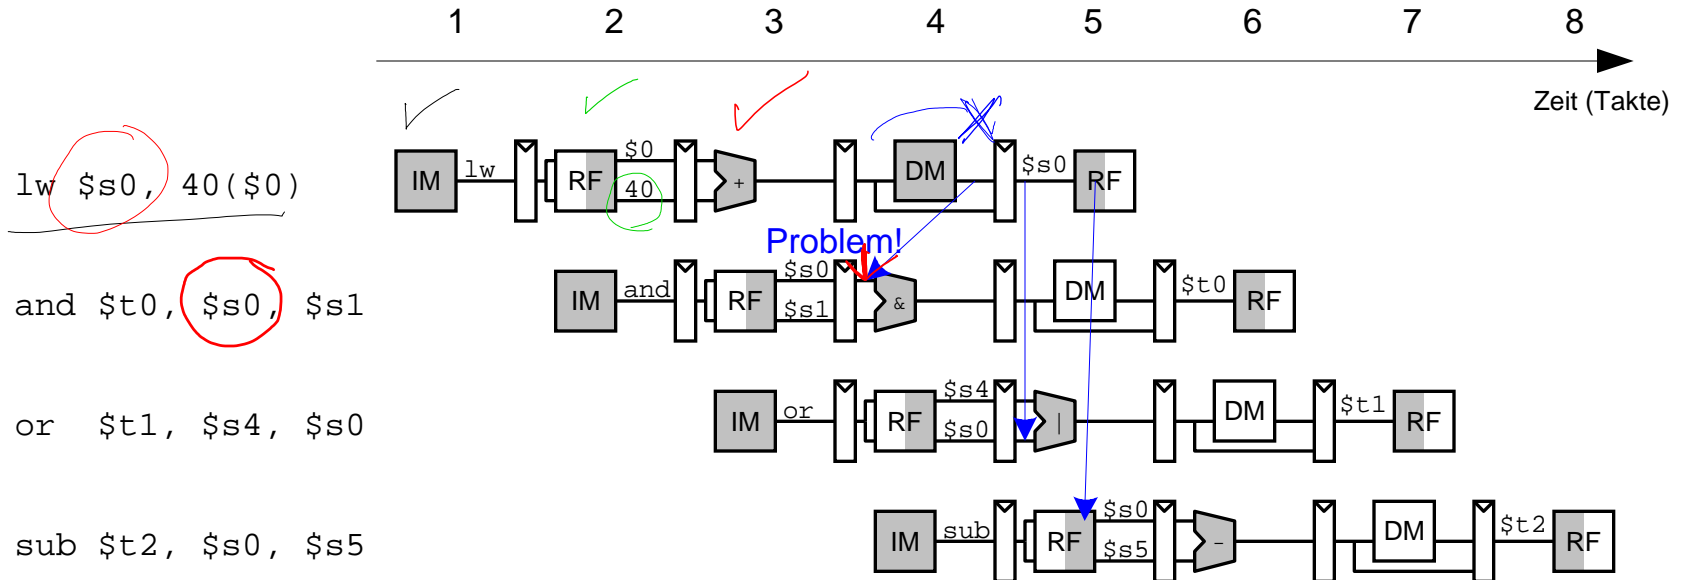 1 2 3 4 5 6 7 8
Zeit (Takte)
lw $s0, 40($0)
IM lw RF $0 40 + DM $s0 RF
Problem!
and $t0, $s0, $s1
IM and RF $s0 $s1 & DM $t0 RF
or $t1, $s4, $s0
IM or RF $s4 $s0 | DM $t1 RF
sub $t2, $s0, $s5
IM sub RF $s0 $s5 - DM $t2 RF